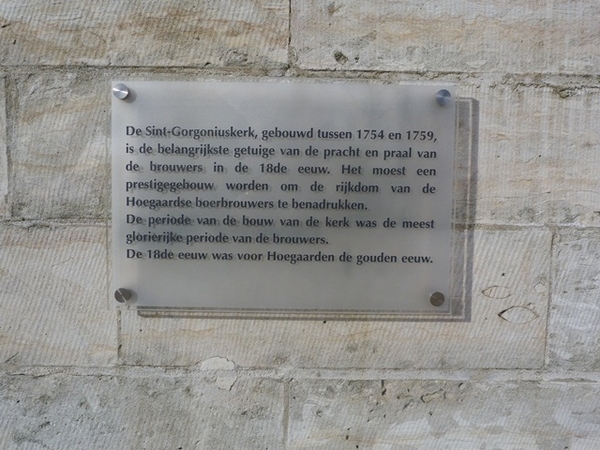 De Sint-Gorgoniuskerk, gebouwd tussen 1754 en 1759,
is de belangrijkste getuige van de pracht en praal van
de brouwers in de 18de eeuw. Het moest een
prestigegebouw worden om de rijkdom van de
Hoegaardse boerbrouwers te benadrukken.
De periode van de bouw van de kerk was de meest
glorierijke periode van de brouwers.
De 18de eeuw was voor Hoegaarden de gouden eeuw.